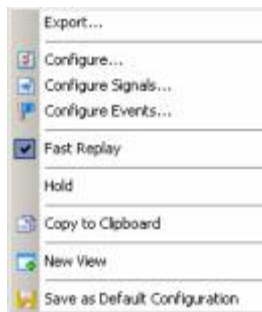 Export...
Configure...
Configure Signals...
Configure Events...
Fast Replay
Hold
Copy to Clipboard
New View
Save as Default Configuration